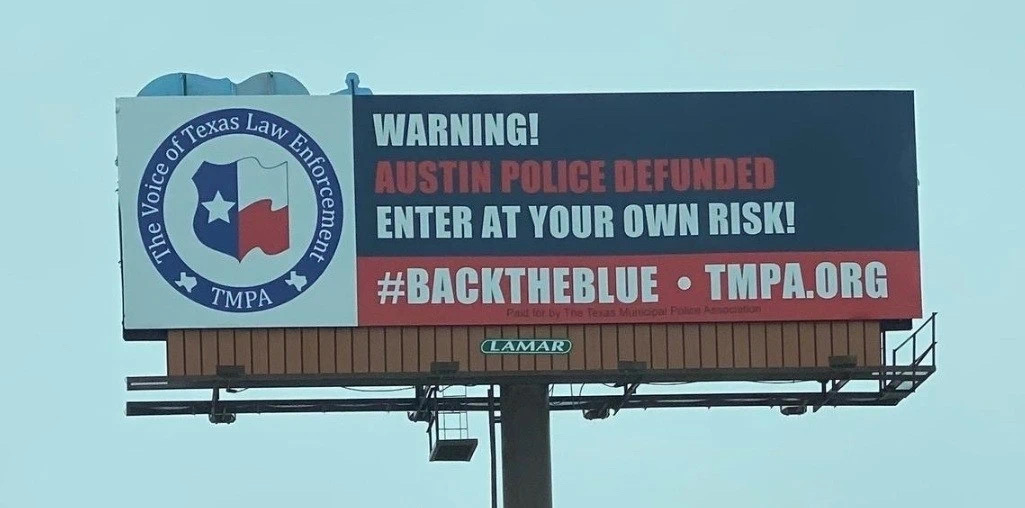 The Voice of Texas Law Enforcement
TMPA
WARNING!
AUSTIN POLICE DEFUNDED
ENTER AT YOUR OWN RISK!
#BACKTHEBLUE • TMPA.ORG
Paid for by The Texas Municipal Police Association
LAMAR